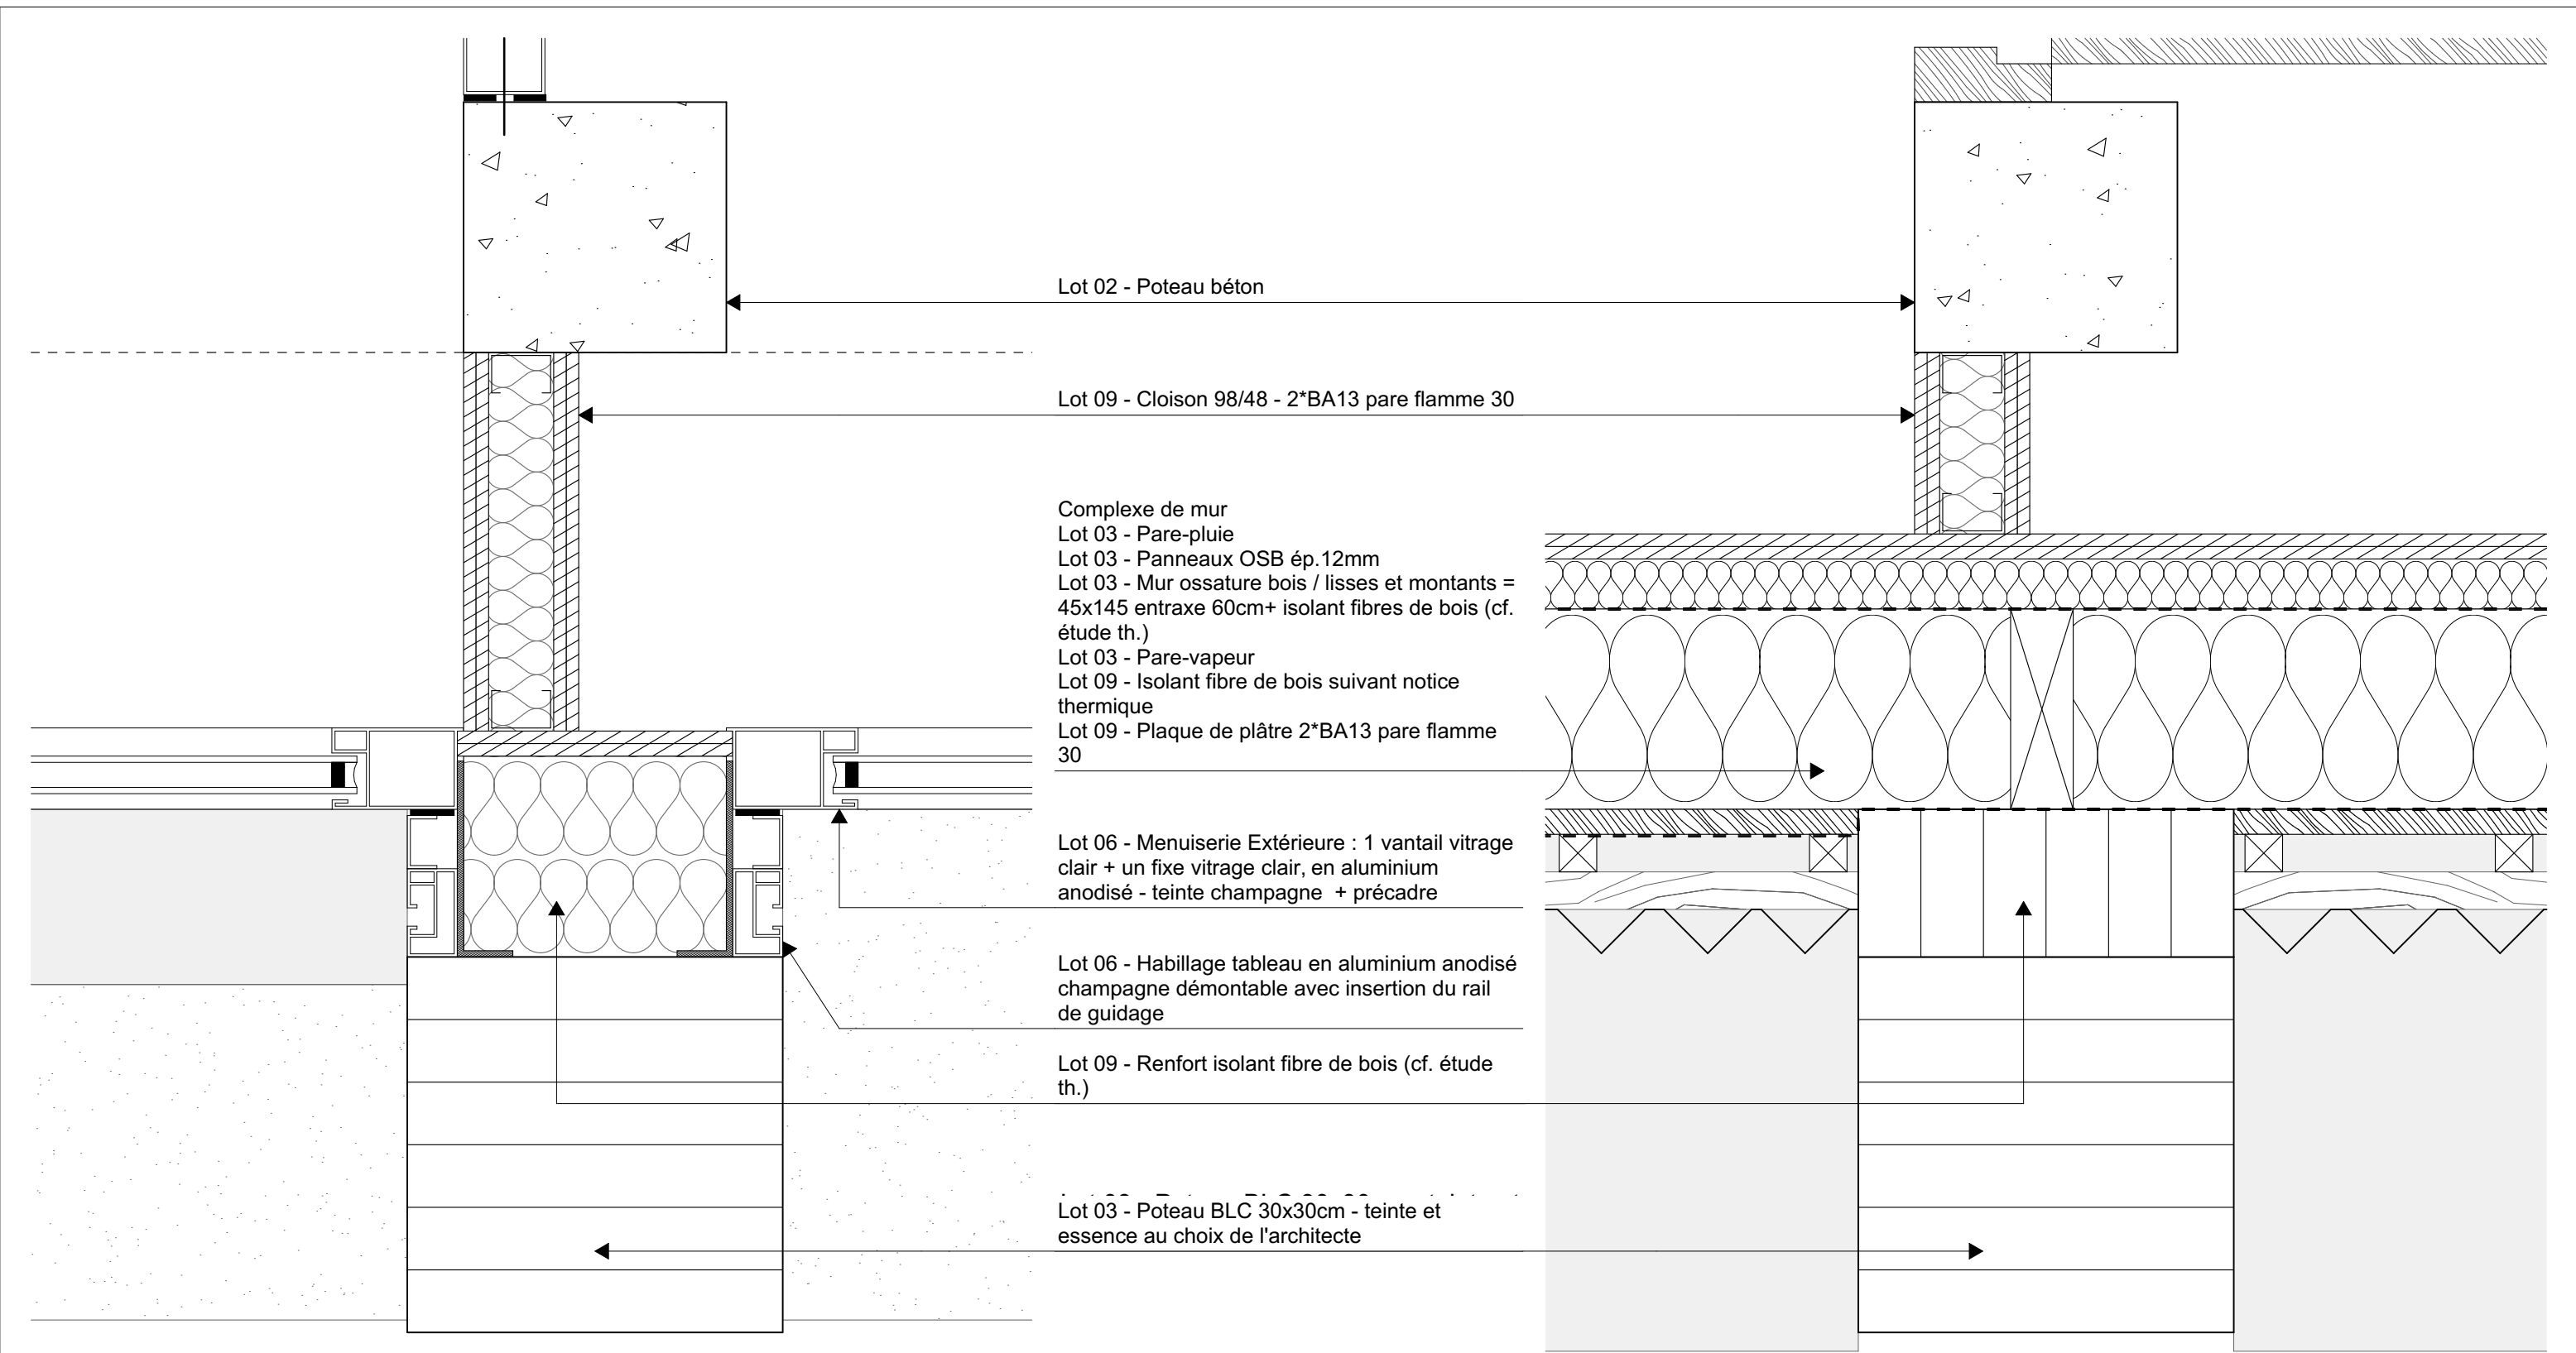 Lot 02 - Poteau béton
Lot 09 - Cloison 98/48 - 2*BA13 pare flamme 30
Complexe de mur
Lot 03 - Pare-pluie
Lot 03 - Panneaux OSB ép.12mm
Lot 03 - Mur ossature bois / lisses et montants =
45x145 entraxe 60cm+ isolant fibres de bois (cf.
étude th.)
Lot 03 - Pare-vapeur
Lot 09 - Isolant fibre de bois suivant notice
thermique
Lot 09 - Plaque de plâtre 2*BA13 pare flamme
30
Lot 06 - Menuiserie Extérieure : 1 vantail vitrage
clair + un fixe vitrage clair, en aluminium
anodisé - teinte champagne + précadre
Lot 06 - Habillage tableau en aluminium anodisé
champagne démontable avec insertion du rail
de guidage
Lot 09 - Renfort isolant fibre de bois (cf. étude
th.)
Lot 03 - Poteau BLC 30x30cm - teinte et
essence au choix de l'architecte